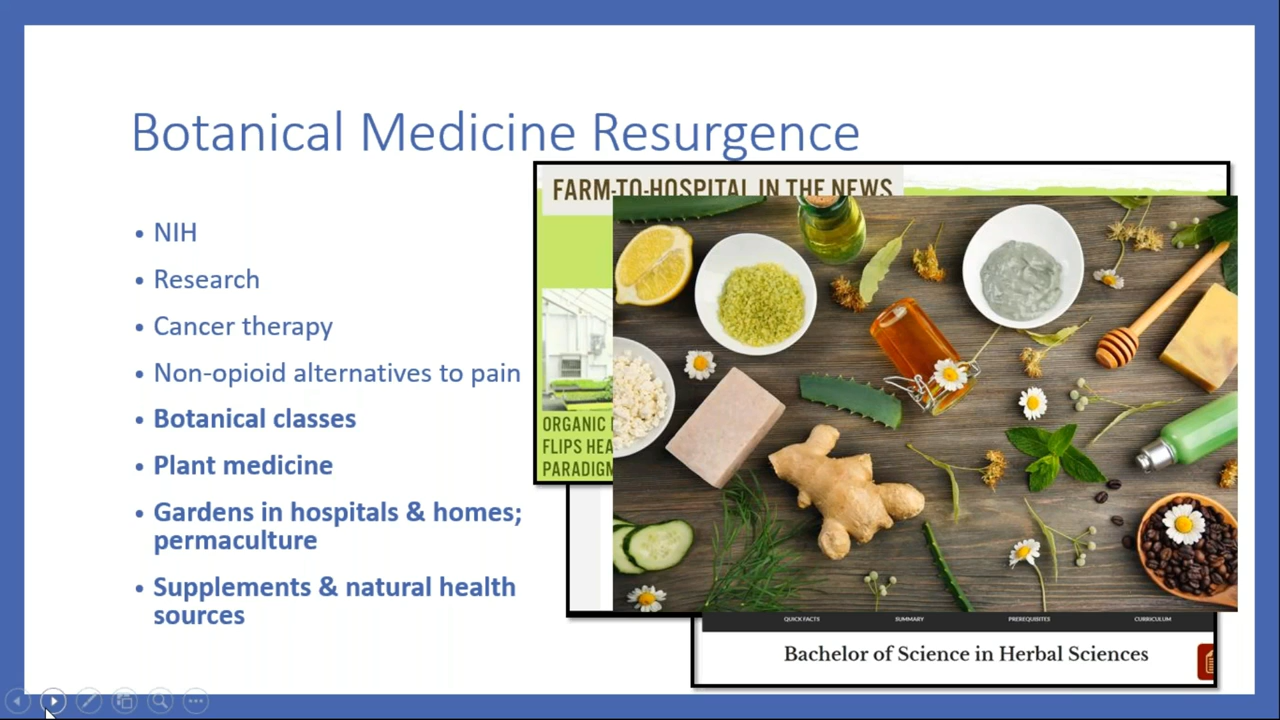 Botanical Medicine Resurgence
• NIH
• Research
• Cancer therapy
• Non-opioid alternatives to pain
• Botanical classes
• Plant medicine
• Gardens in hospitals & homes;
permaculture
• Supplements & natural health
sources
FARM-TO-HOSPITAL IN THE NEWS
ORGANIC
FLIPS
QUICK FACTS SUMMARY PREREQUISITES CURRICULUM
Bachelor of Science in Herbal Sciences